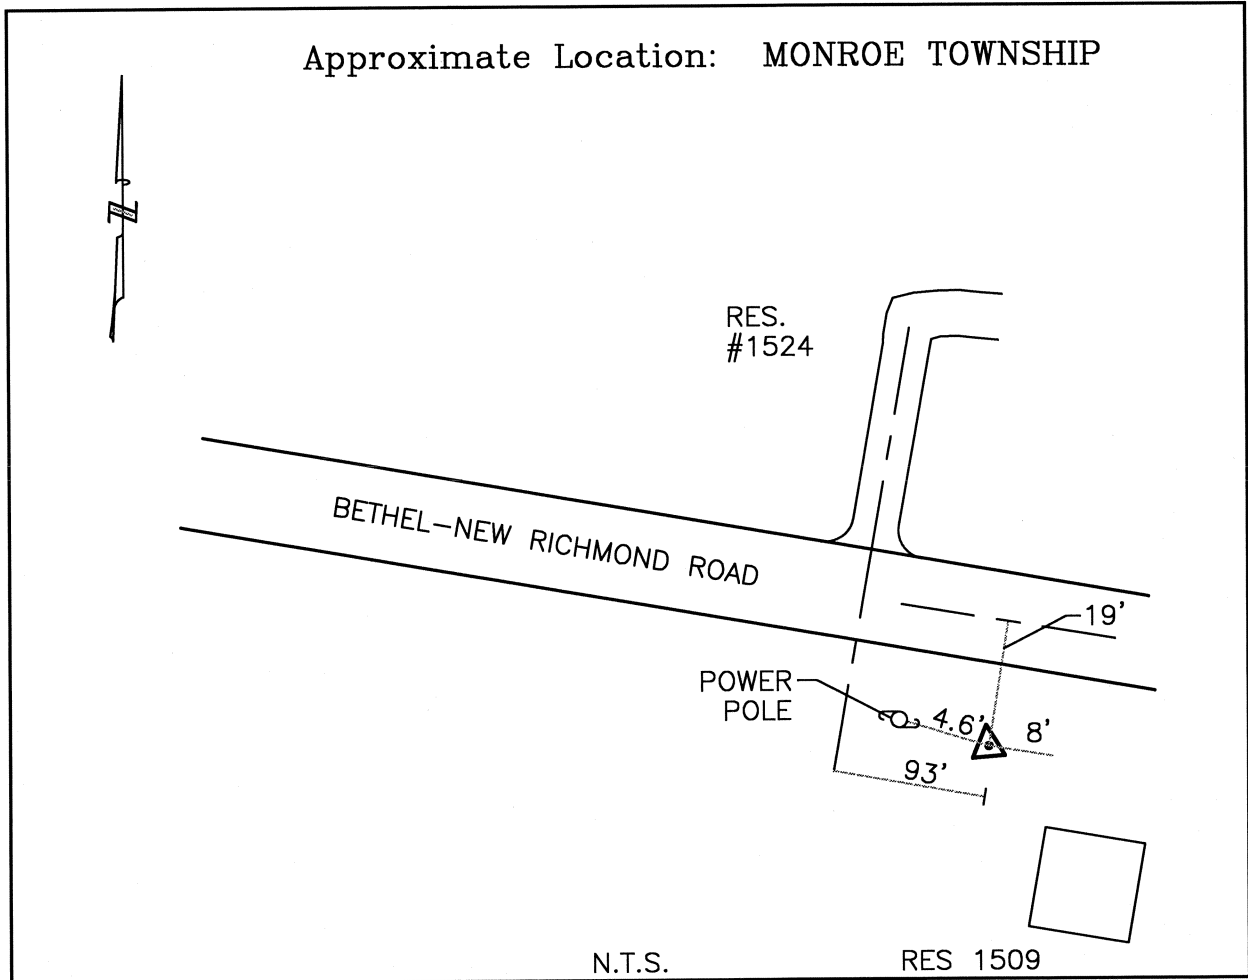 Approximate Location: MONROE TOWNSHIP
N
RES.
#1524
BETHEL-NEW RICHMOND ROAD
19'
POWER
POLE
4.6'
8'
93'
N.T.S.
RES 1509